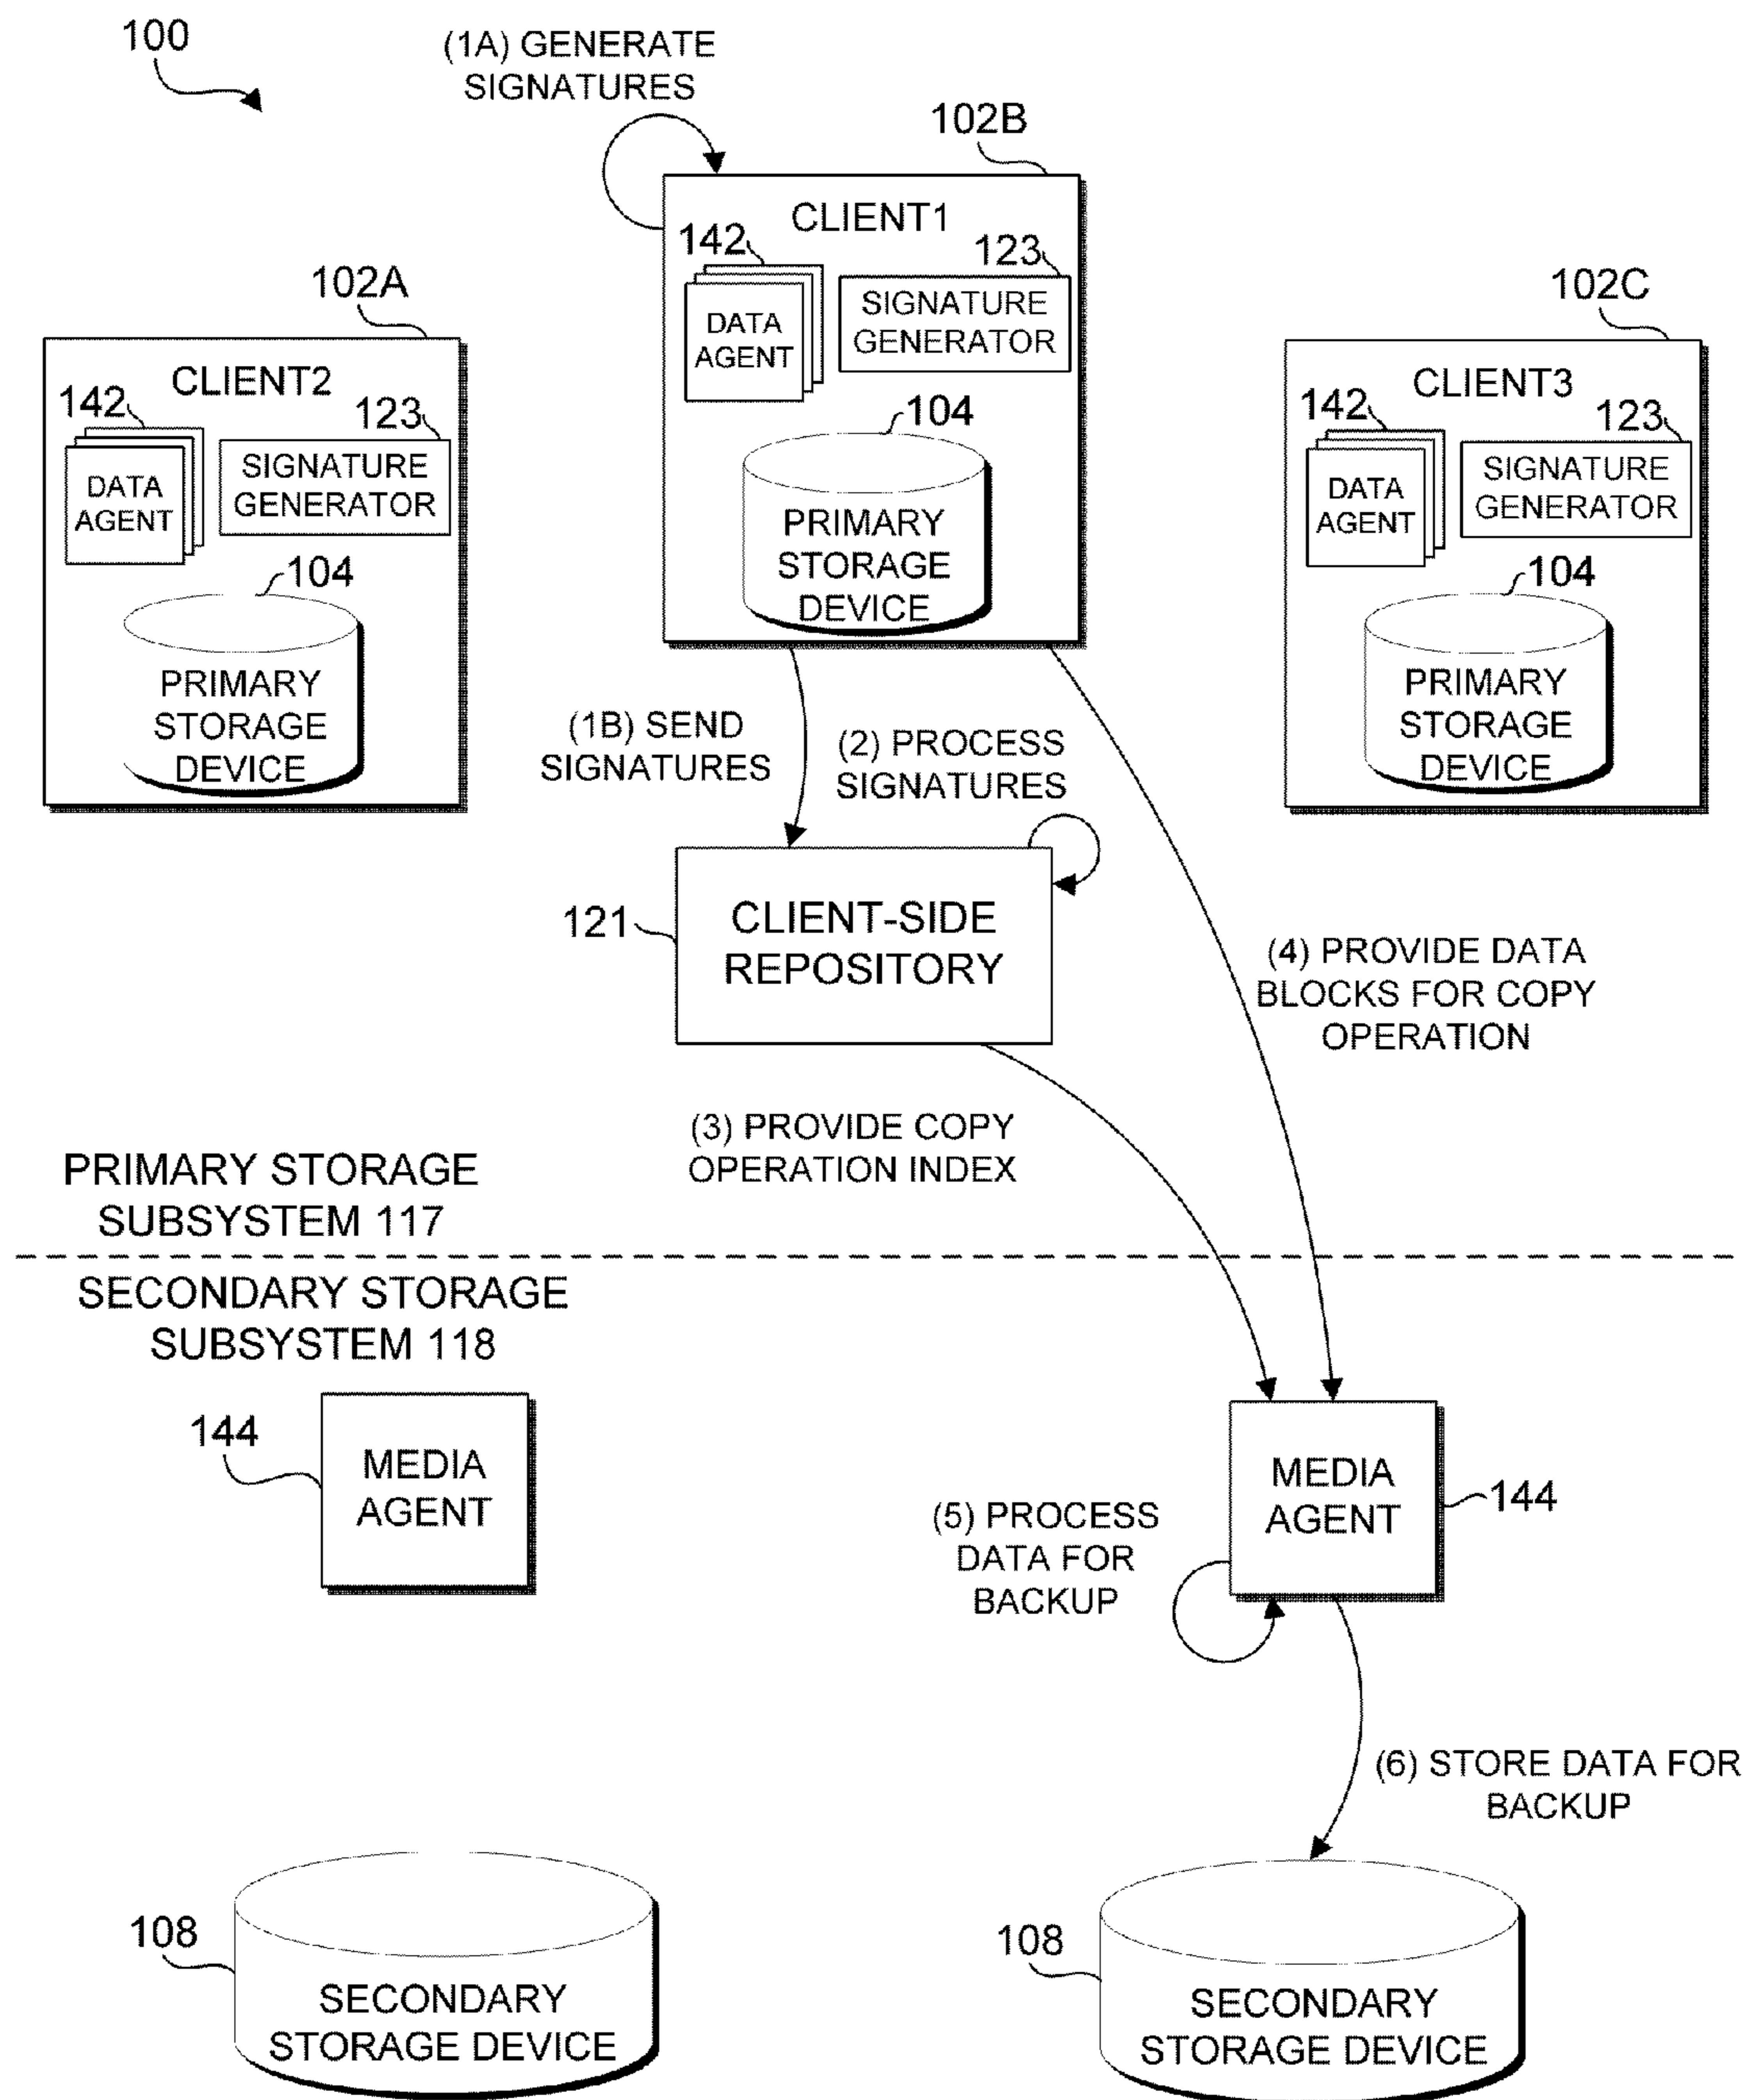 100
(1A) GENERATE
SIGNATURES
102B
CLIENT1
142
123
DATA
AGENT
SIGNATURE
GENERATOR
104
PRIMARY
STORAGE
DEVICE
102A
CLIENT2
142
123
DATA
AGENT
SIGNATURE
GENERATOR
104
PRIMARY
STORAGE
DEVICE
102C
CLIENT3
142
123
DATA
AGENT
SIGNATURE
GENERATOR
104
PRIMARY
STORAGE
DEVICE
(1B) SEND
SIGNATURES
(2) PROCESS
SIGNATURES
121
CLIENT-SIDE
REPOSITORY
(4) PROVIDE DATA
BLOCKS FOR COPY
OPERATION
(3) PROVIDE COPY
OPERATION INDEX
PRIMARY STORAGE
SUBSYSTEM 117
SECONDARY STORAGE
SUBSYSTEM 118
144
MEDIA
AGENT
MEDIA
AGENT
144
(5) PROCESS
DATA FOR
BACKUP
(6) STORE DATA FOR
BACKUP
108
SECONDARY
STORAGE DEVICE
108
SECONDARY
STORAGE DEVICE